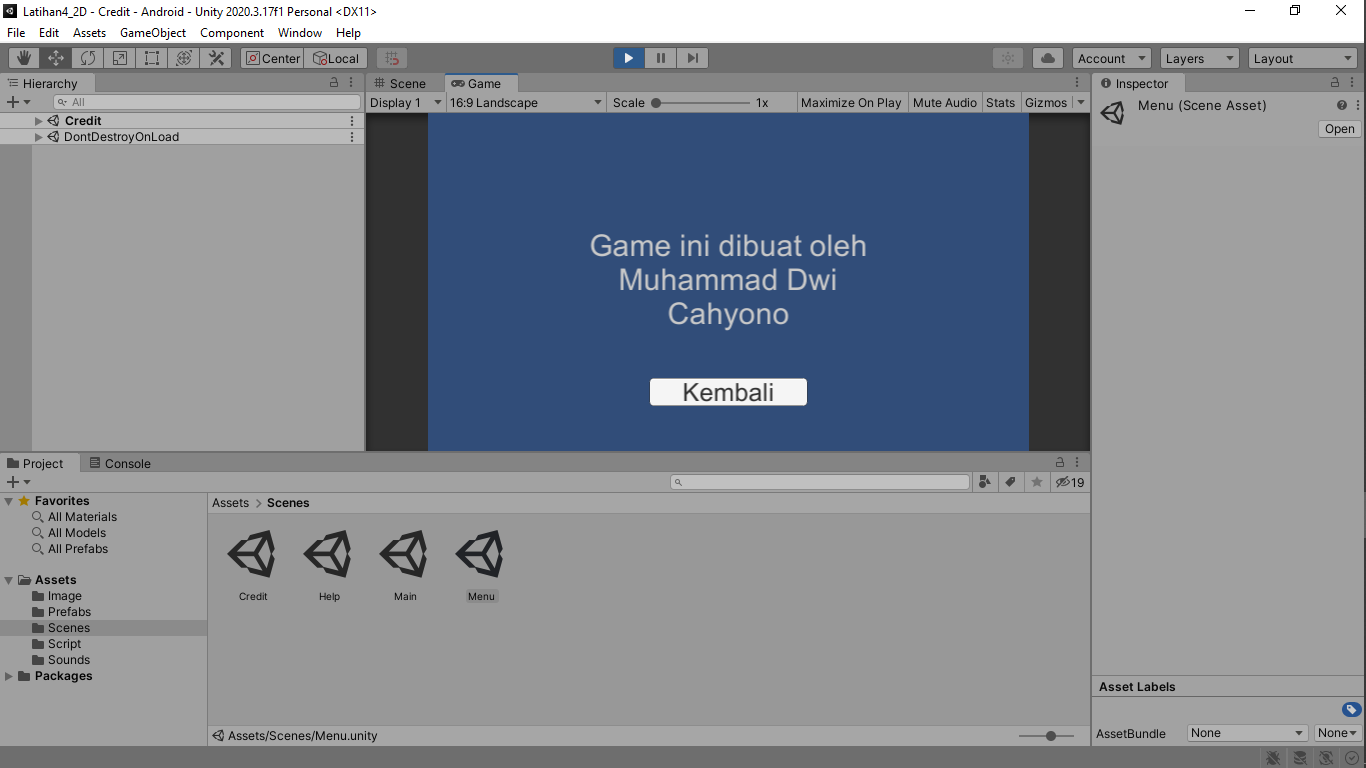 Latihan4_2D - Credit - Android - Unity 2020.3.17f1 Personal <DX11>
File Edit Assets GameObject Component Window Help
Center Local Account Layers Layout
Hierarchy
All
Credit
DontDestroyOnLoad
Scene Game
Display 1 16:9 Landscape Scale 1x Maximize On Play Mute Audio Stats Gizmos
Game ini dibuat oleh
Muhammad Dwi
Cahyono
Kembali
Inspector
Menu (Scene Asset)
Open
Project Console
19
Favorites
All Materials
All Models
All Prefabs
Assets
Image
Prefabs
Scenes
Script
Sounds
Packages
Assets > Scenes
Credit Help Main Menu
Assets/Scenes/Menu.unity
Asset Labels
AssetBundle None None